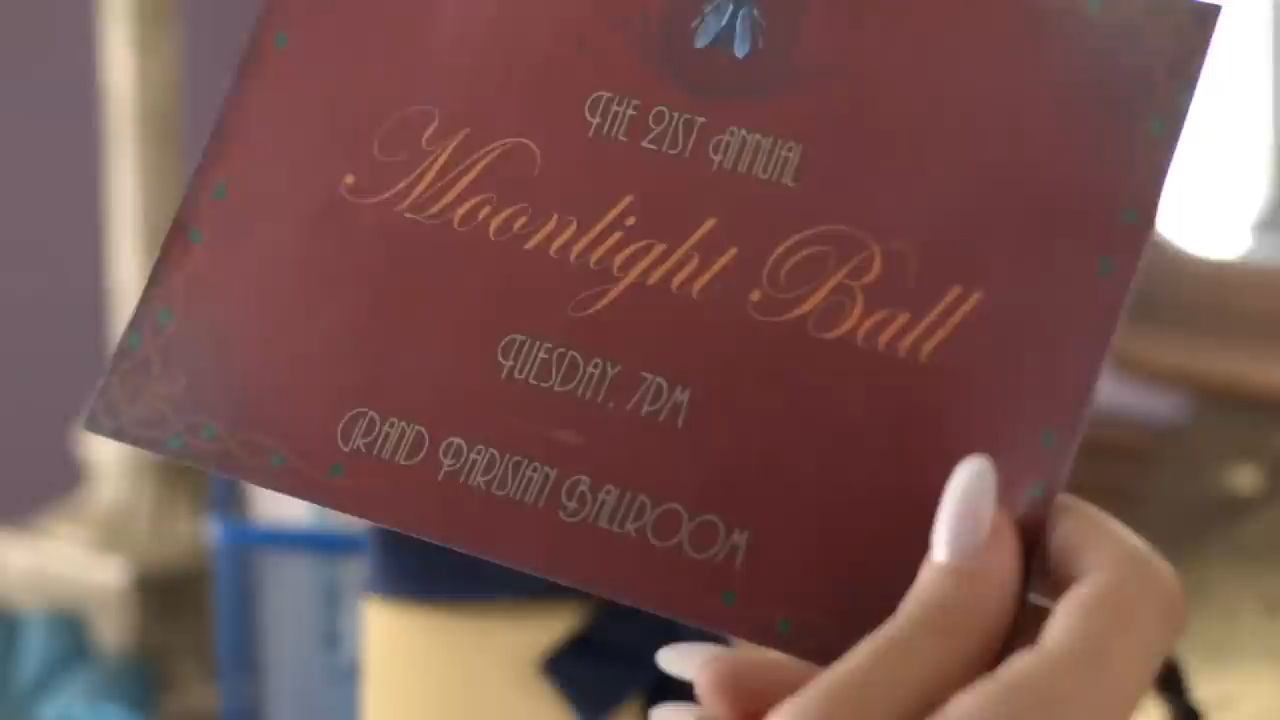 THE 21ST ANNUAL
Moonlight Ball
TUESDAY, 7PM
GRAND PARISIAN BALLROOM